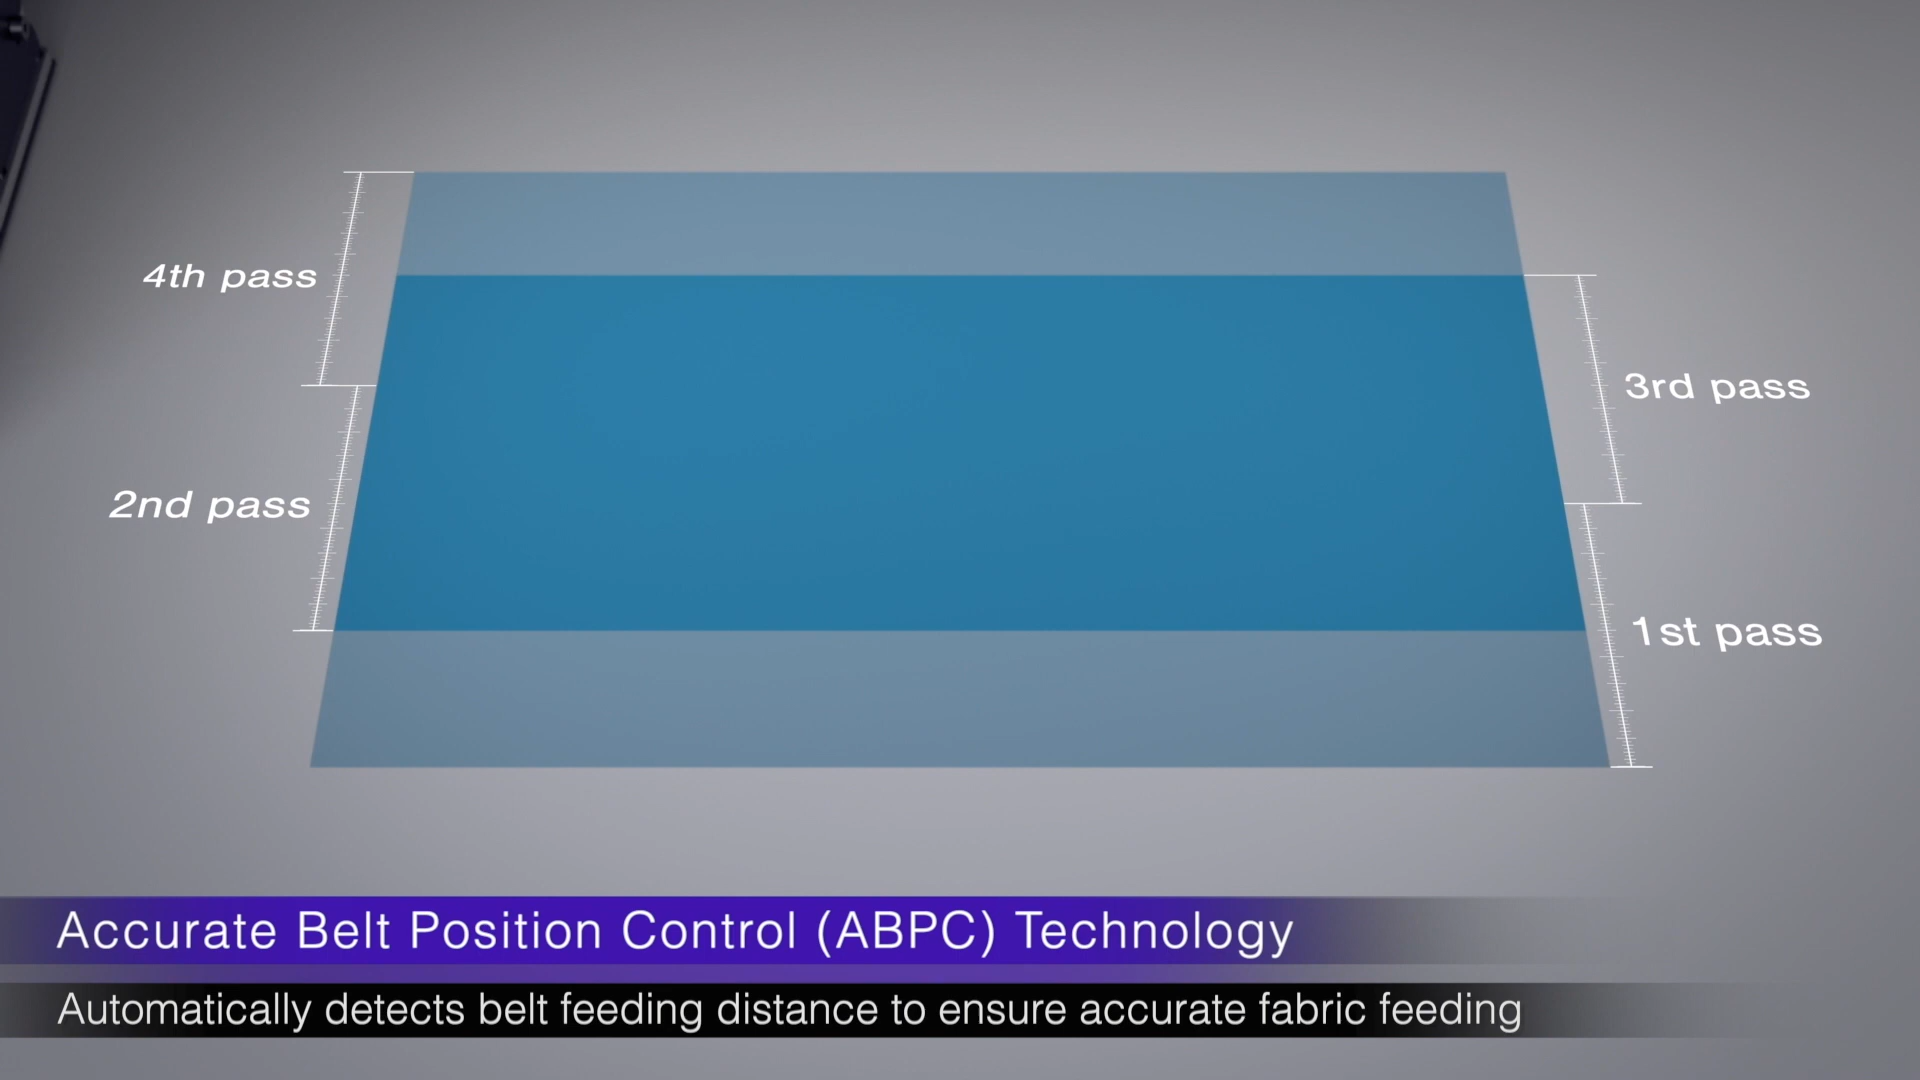 4th pass
3rd pass
2nd pass
1st pass
Accurate Belt Position Control (ABPC) Technology
Automatically detects belt feeding distance to ensure accurate fabric feeding